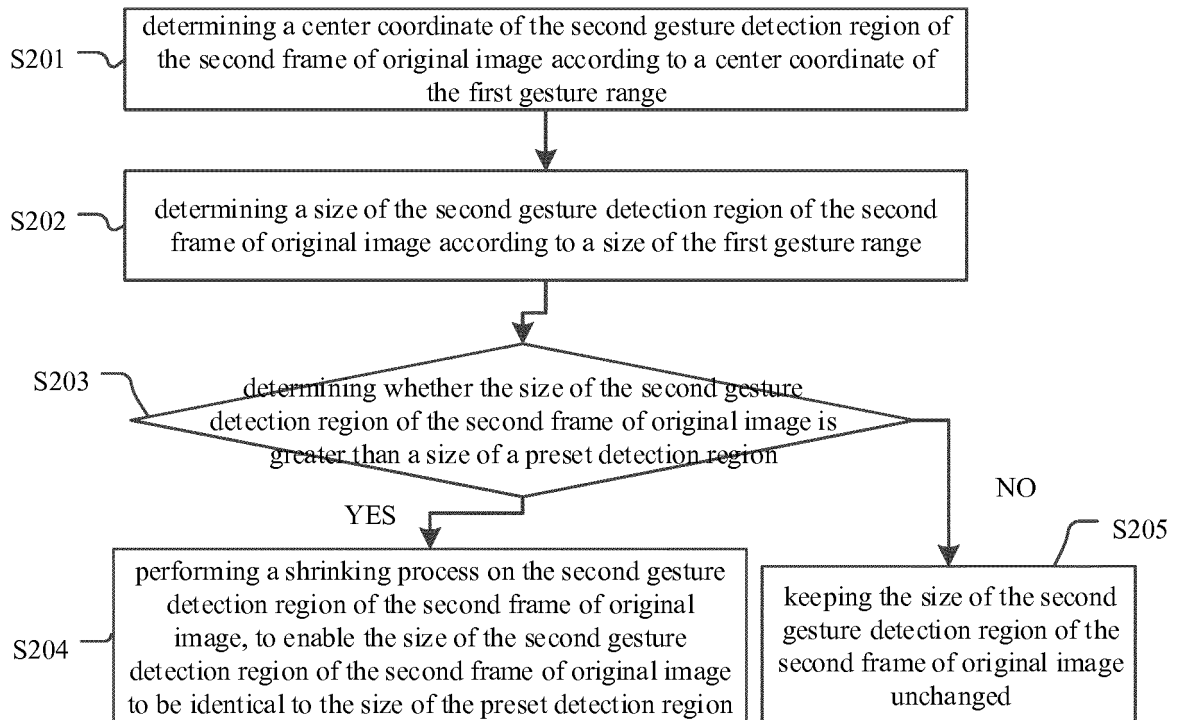 S201
determining a center coordinate of the second gesture detection region of
the second frame of original image according to a center coordinate of
the first gesture range
S202
determining a size of the second gesture detection region of the second
frame of original image according to a size of the first gesture range
S203
determining whether the size of the second gesture
detection region of the second frame of original image is
greater than a size of a preset detection region
YES
NO
S204
performing a shrinking process on the second gesture
detection region of the second frame of original
image, to enable the size of the second gesture
detection region of the second frame of original image
to be identical to the size of the preset detection region
S205
keeping the size of the second
gesture detection region of the
second frame of original image
unchanged